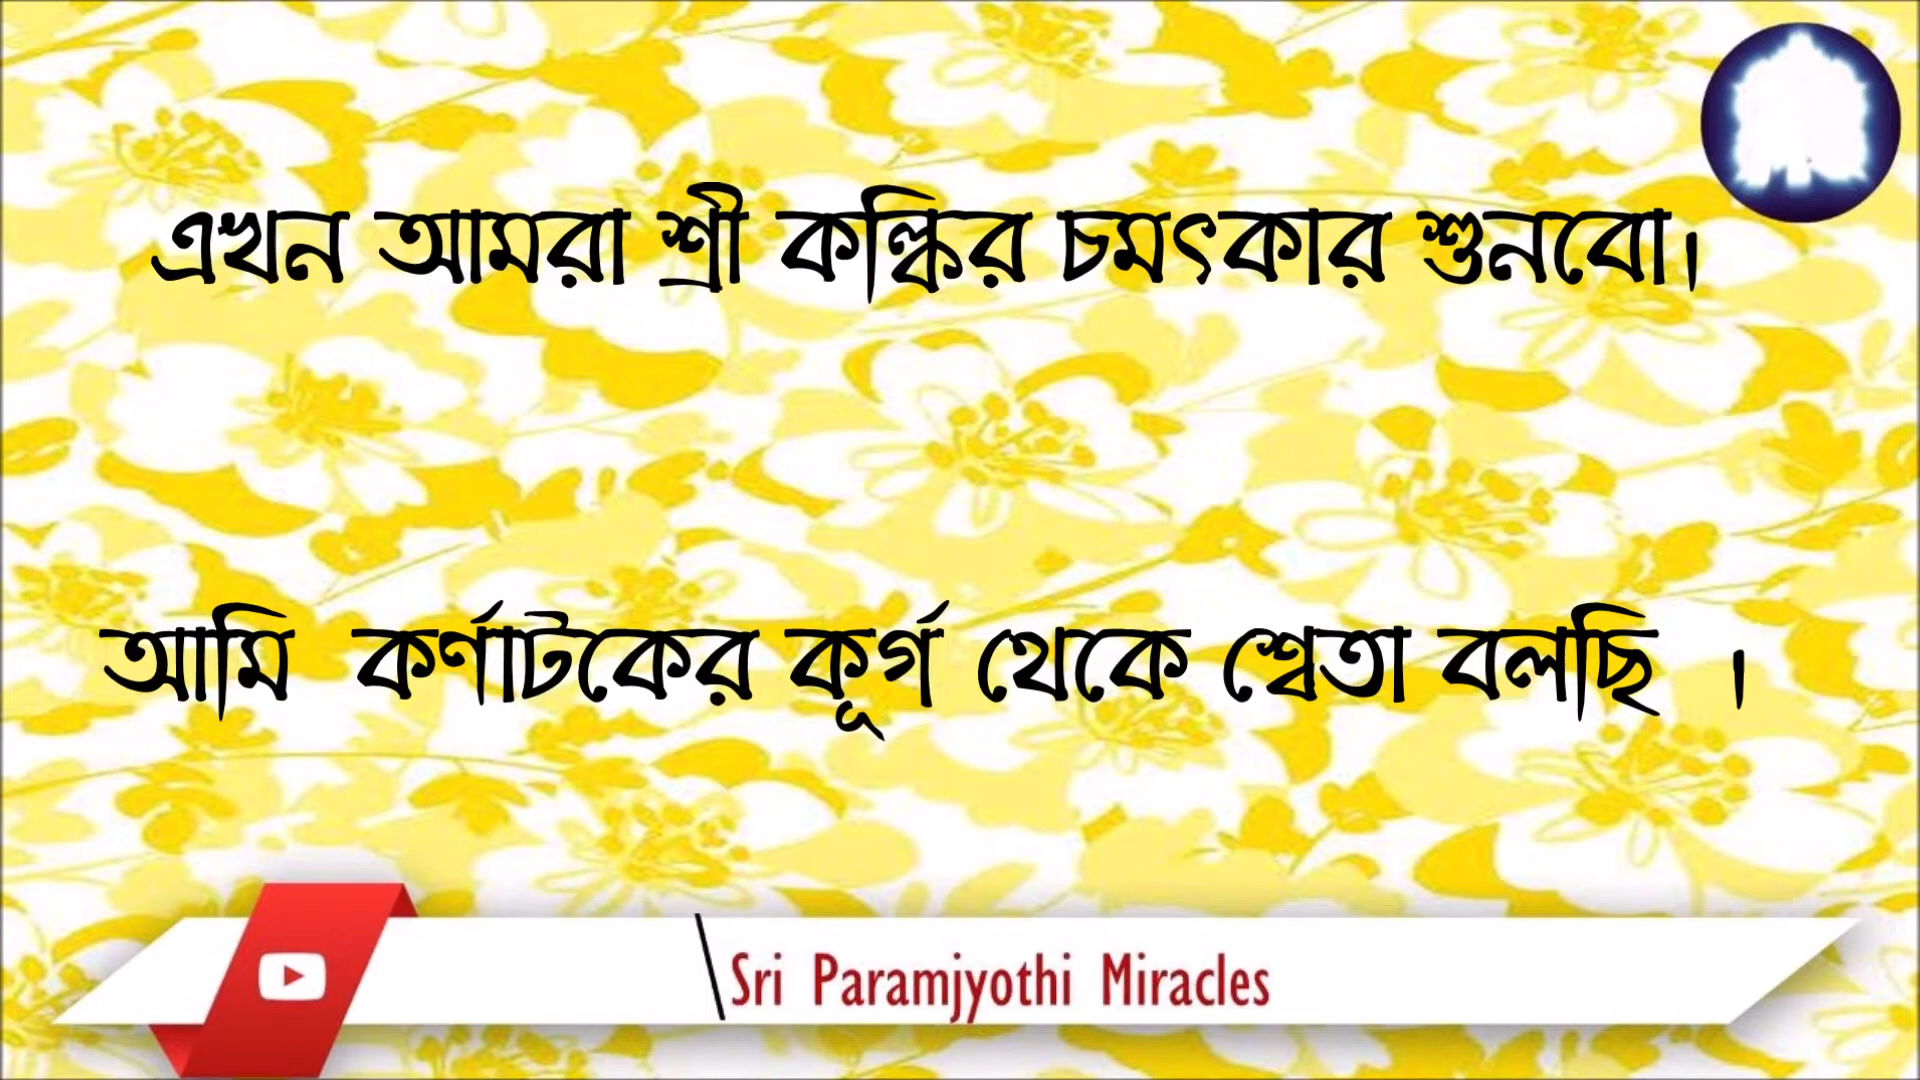 এখন আমরা শ্রী কল্কির চমৎকার শুনবো।
আমি কর্ণাটকের কূর্গ থেকে শ্বেতা বলছি ।
Sri Paramjyothi Miracles